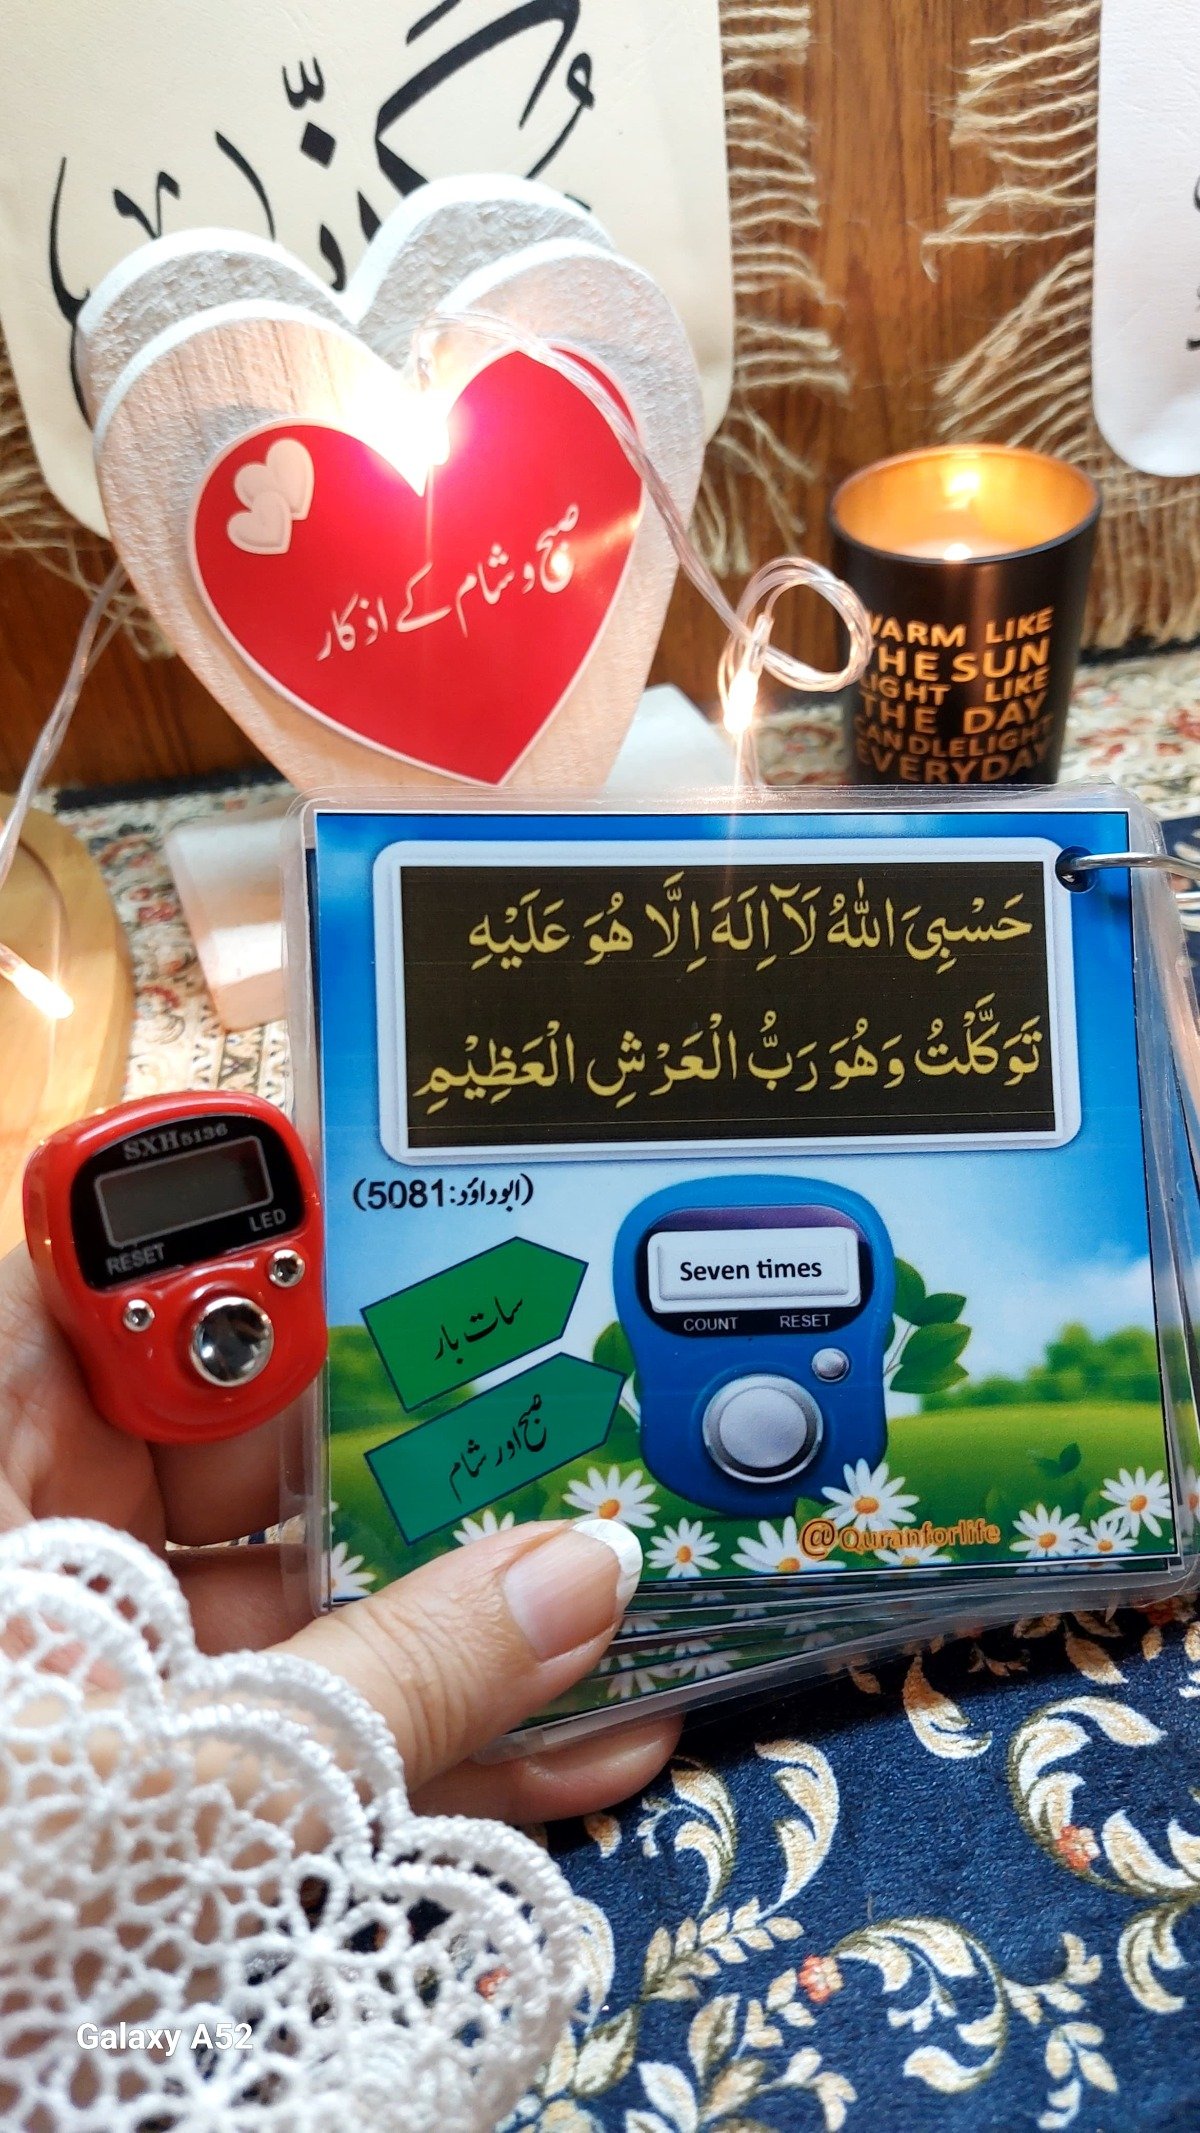 صبح و شام کے اذکار
WARM LIKE
THE SUN
LIGHT LIKE
THE DAY
CANDLELIGHT
EVERYDAY
حَسْبِیَ اللّٰهُ لَآ اِلٰهَ اِلَّا هُوَ عَلَیْهِ
تَوَكَّلْتُ وَهُوَ رَبُّ الْعَرْشِ الْعَظِیْمِ
(ابوداؤد:5081)
SXH5136
LED
RESET
Seven times
COUNT RESET
سات بار
صبح اور شام
@Quranforlife
Galaxy A52